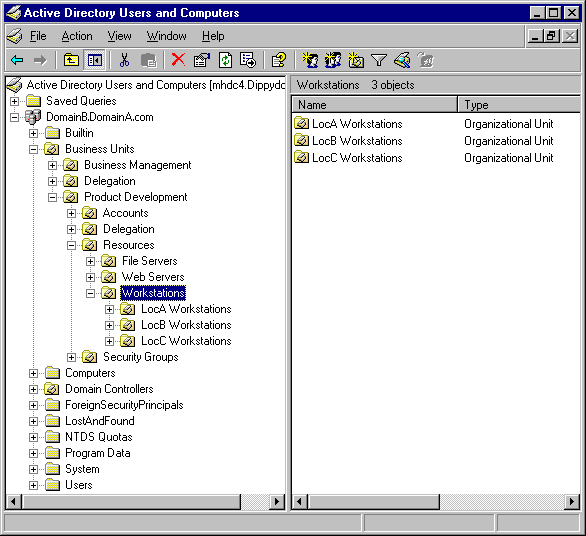 Active Directory Users and Computers
File Action View Window Help
Active Directory Users and Computers [mhdc4.Dippydc
Saved Queries
DomainB.DomainA.com
Builtin
Business Units
Business Management
Delegation
Product Development
Accounts
Delegation
Resources
File Servers
Web Servers
Workstations
LocA Workstations
LocB Workstations
LocC Workstations
Security Groups
Computers
Domain Controllers
ForeignSecurityPrincipals
LostAndFound
NTDS Quotas
Program Data
System
Users
Workstations 3 objects
Name Type
LocA Workstations Organizational Unit
LocB Workstations Organizational Unit
LocC Workstations Organizational Unit